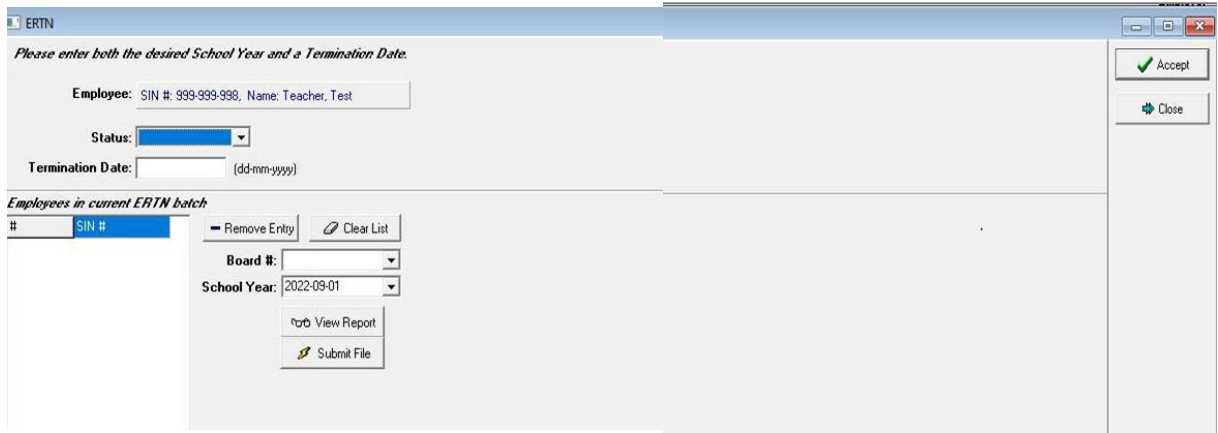 ERTN
Please enter both the desired School Year and a Termination Date.
Accept
Employee: SIN #: 999-999-998, Name: Teacher, Test
Close
Status:
Termination Date: (dd-mm-yyyy)
Employees in current ERTN batch
# SIN #
Remove Entry Clear List
Board #:
School Year: 2022-09-01
View Report
Submit File